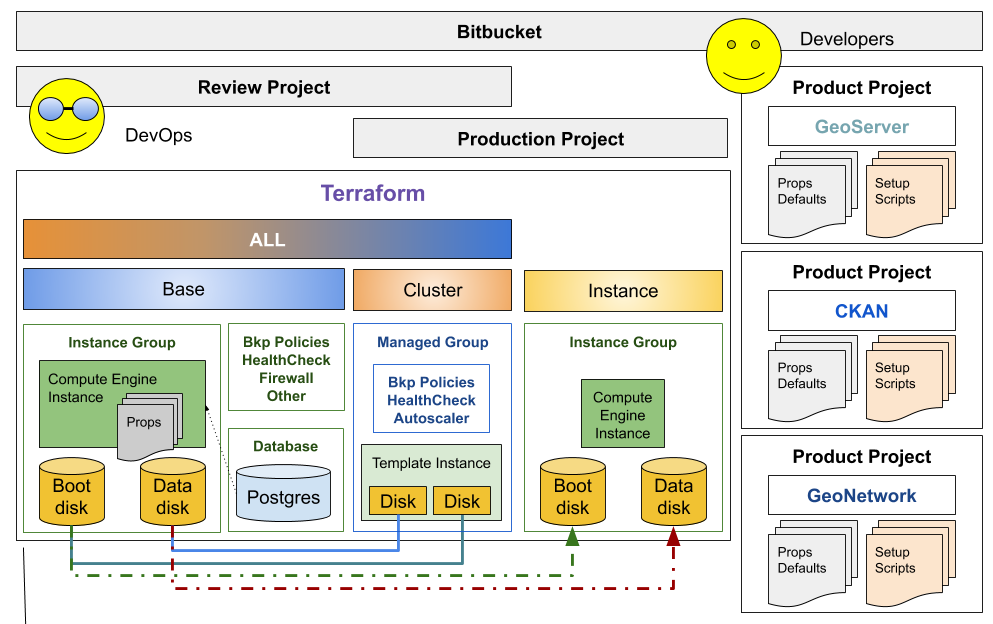 Bitbucket
Developers
Review Project
DevOps
Production Project
Terraform
ALL
Base
Cluster
Instance
Instance Group
Compute Engine
Instance
Props
Boot
disk
Data
disk
Bkp Policies
HealthCheck
Firewall
Other
Database
Postgres
Managed Group
Bkp Policies
HealthCheck
Autoscaler
Template Instance
Disk
Disk
Instance Group
Compute
Engine
Instance
Boot
disk
Data
disk
Product Project
GeoServer
Props
Defaults
Setup
Scripts
Product Project
CKAN
Props
Defaults
Setup
Scripts
Product Project
GeoNetwork
Props
Defaults
Setup
Scripts